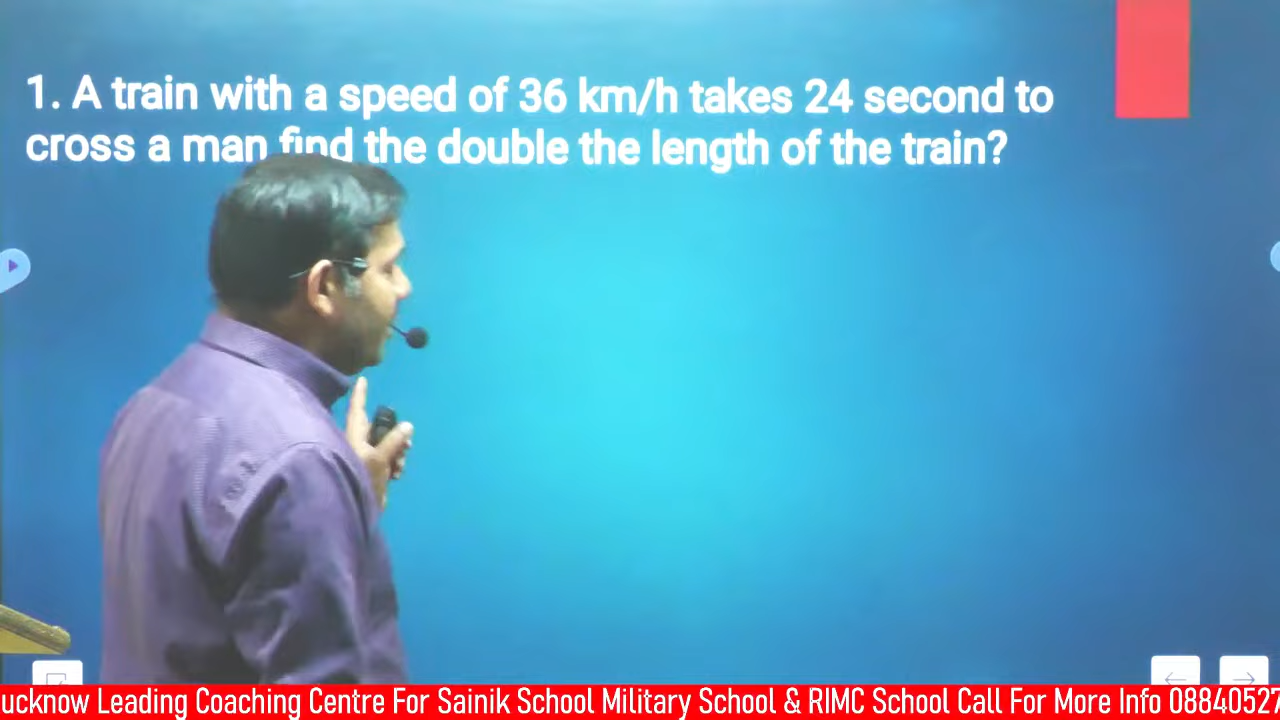 1. A train with a speed of 36 km/h takes 24 second to
cross a man find the double the length of the train?
ucknow Leading Coaching Centre For Sainik School Military School & RIMC School Call For More Info 0884052